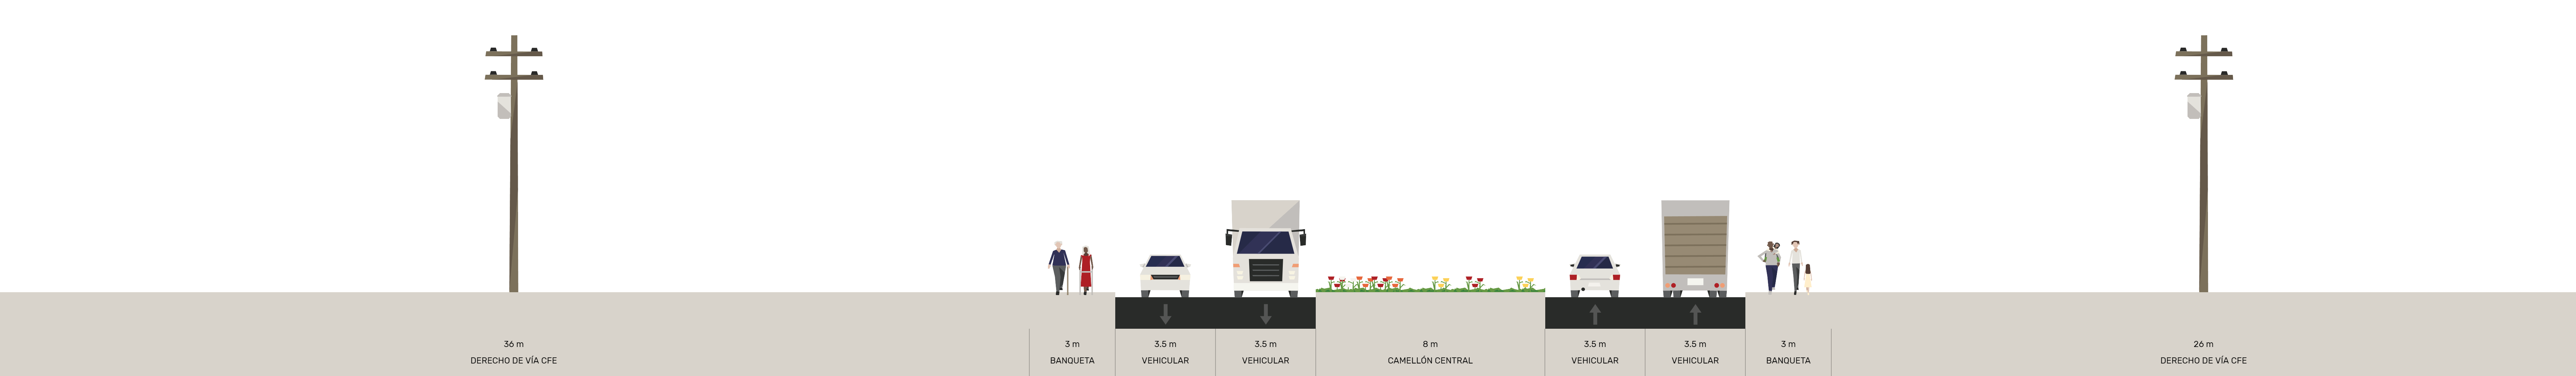 36 m
DERECHO DE VÍA CFE
3 m
BANQUETA
3.5 m
VEHICULAR
3.5 m
VEHICULAR
8 m
CAMELLÓN CENTRAL
3.5 m
VEHICULAR
3.5 m
VEHICULAR
3 m
BANQUETA
26 m
DERECHO DE VÍA CFE